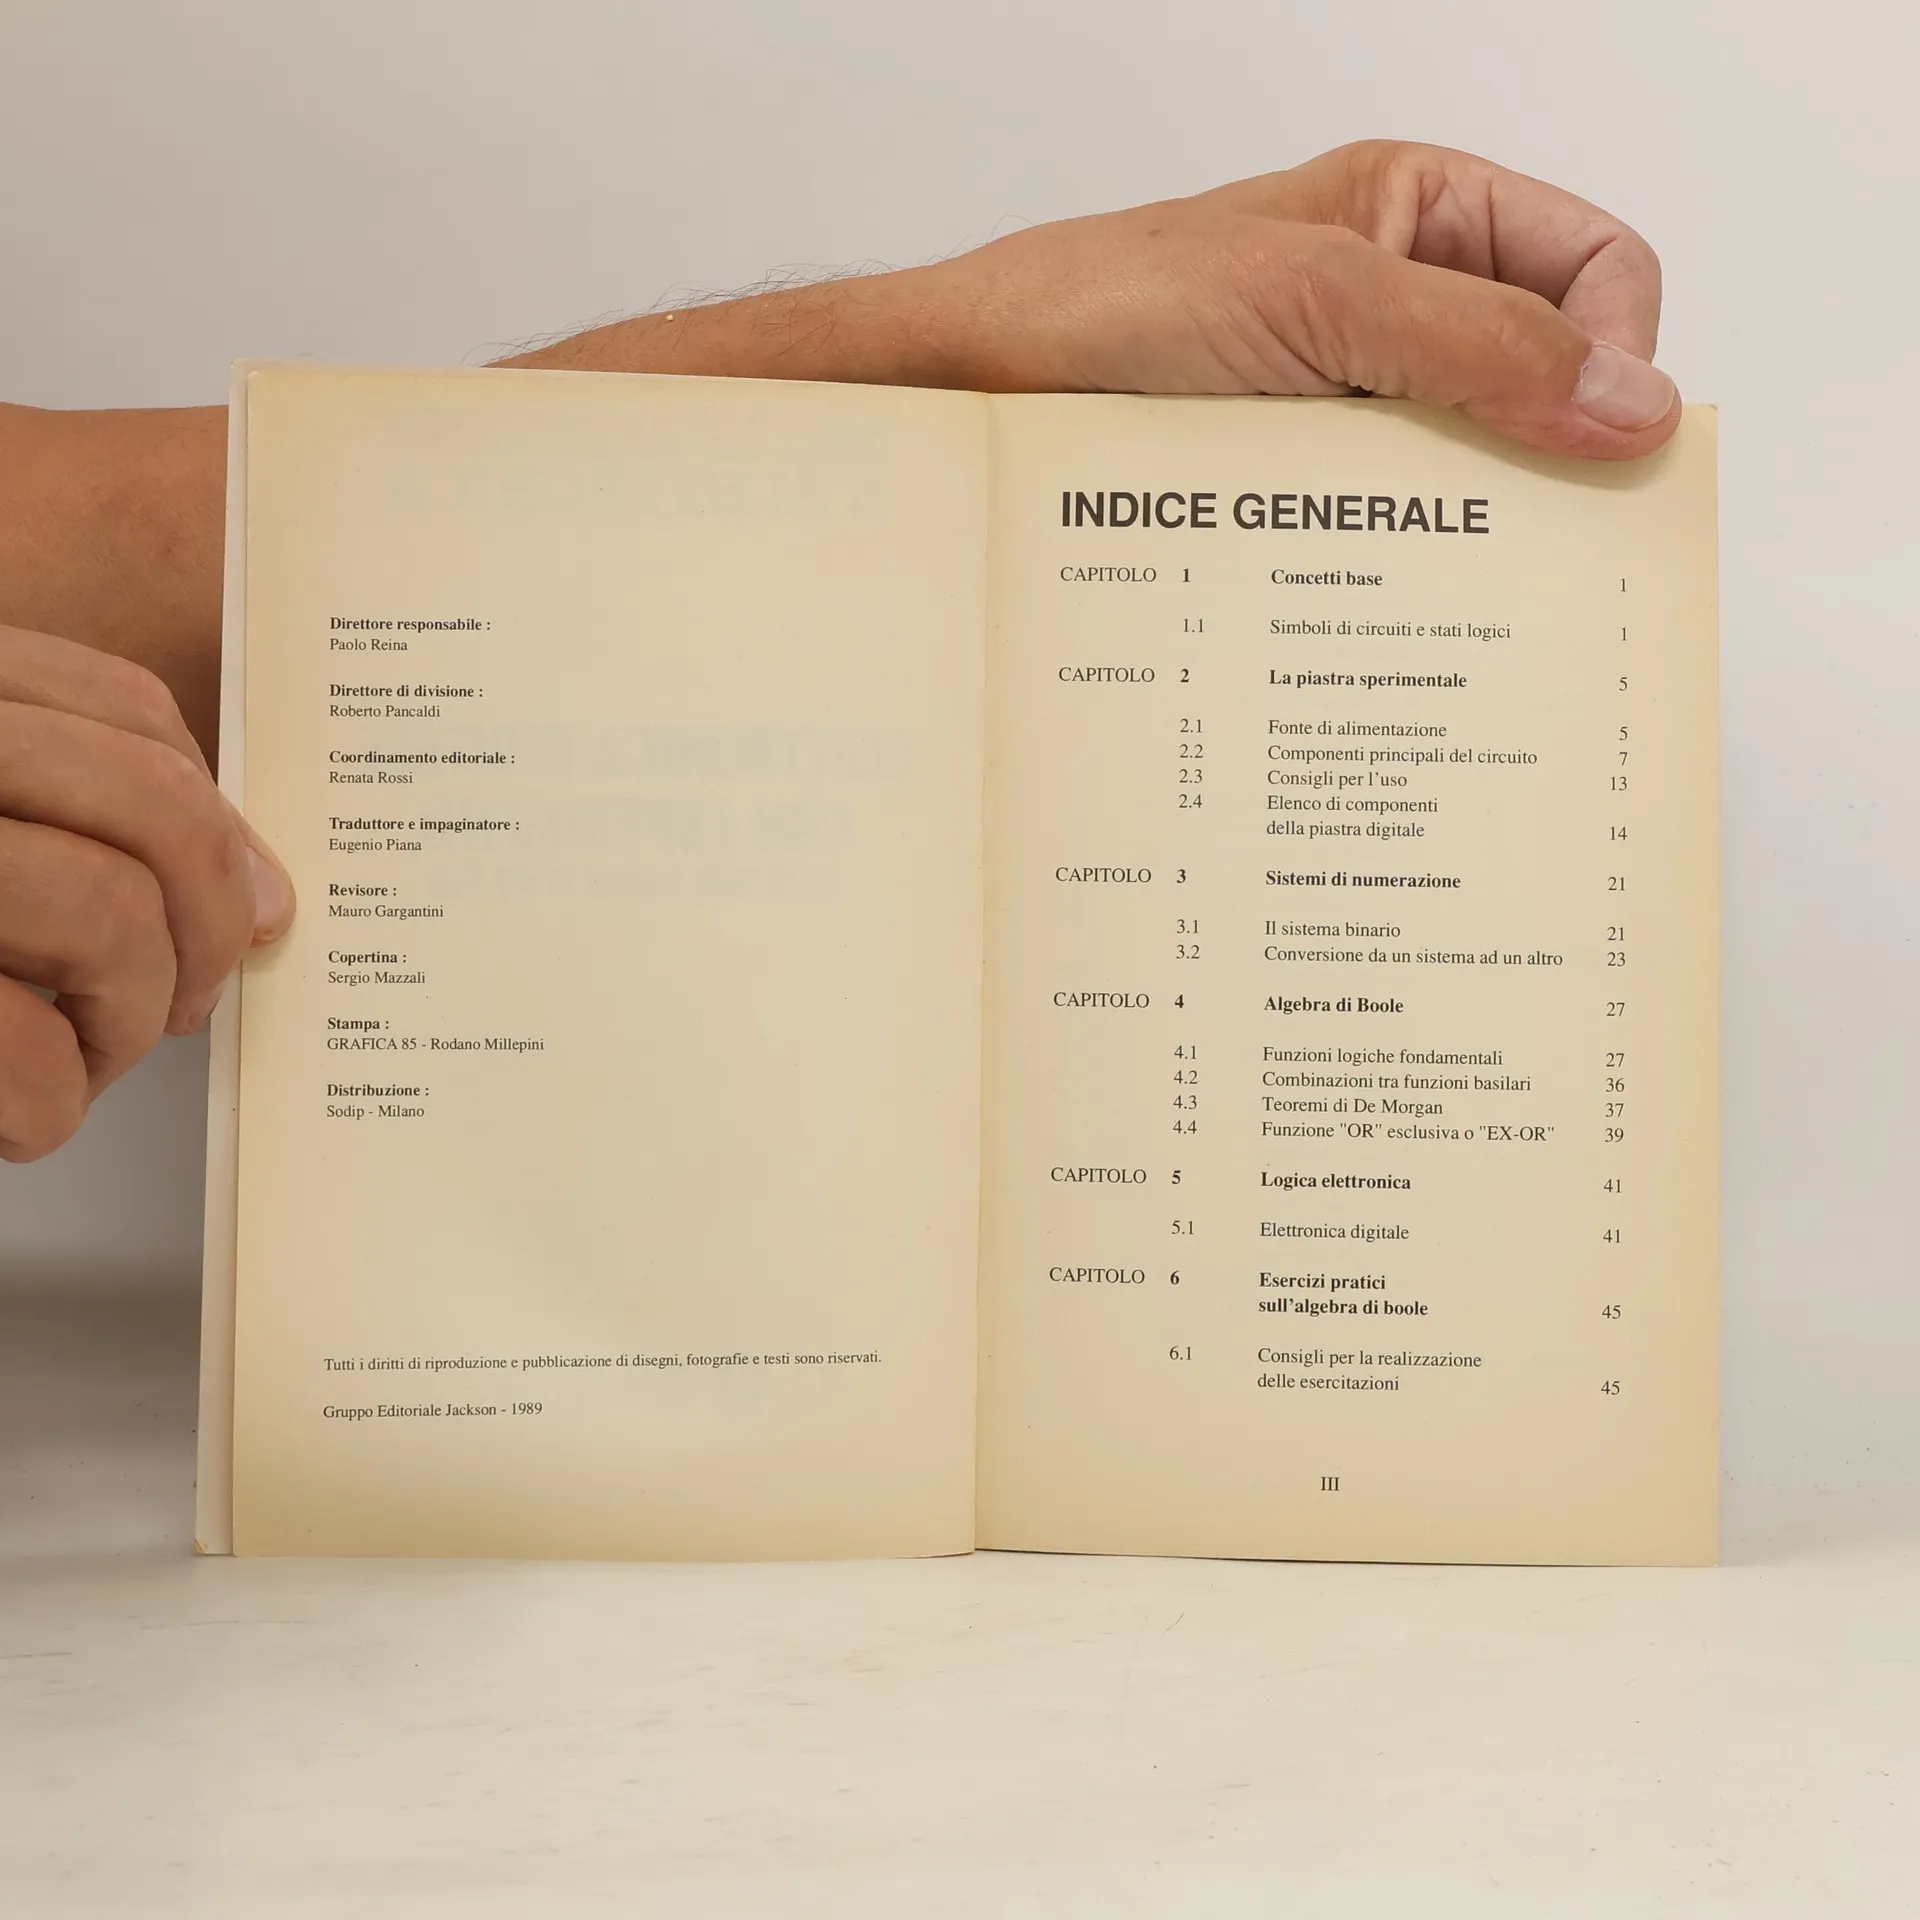 Direttore responsabile :
Paolo Reina
Direttore di divisione :
Roberto Pancaldi
Coordinamento editoriale :
Renata Rossi
Traduttore e impaginatore :
Eugenio Piana
Revisore :
Mauro Gargantini
Copertina :
Sergio Mazzali
Stampa :
GRAFICA 85 - Rodano Millepini
Distribuzione :
Sodip - Milano
Tutti i diritti di riproduzione e pubblicazione di disegni, fotografie e testi sono riservati.
Gruppo Editoriale Jackson - 1989
INDICE GENERALE
CAPITOLO 1 Concetti base 1
1.1 Simboli di circuiti e stati logici 1
CAPITOLO 2 La piastra sperimentale 5
2.1 Fonte di alimentazione 5
2.2 Componenti principali del circuito 7
2.3 Consigli per l'uso 13
2.4 Elenco di componenti
della piastra digitale 14
CAPITOLO 3 Sistemi di numerazione 21
3.1 Il sistema binario 21
3.2 Conversione da un sistema ad un altro 23
CAPITOLO 4 Algebra di Boole 27
4.1 Funzioni logiche fondamentali 27
4.2 Combinazioni tra funzioni basilari 36
4.3 Teoremi di De Morgan 37
4.4 Funzione "OR" esclusiva o "EX-OR" 39
CAPITOLO 5 Logica elettronica 41
5.1 Elettronica digitale 41
CAPITOLO 6 Esercizi pratici
sull'algebra di boole 45
6.1 Consigli per la realizzazione
delle esercitazioni 45
III